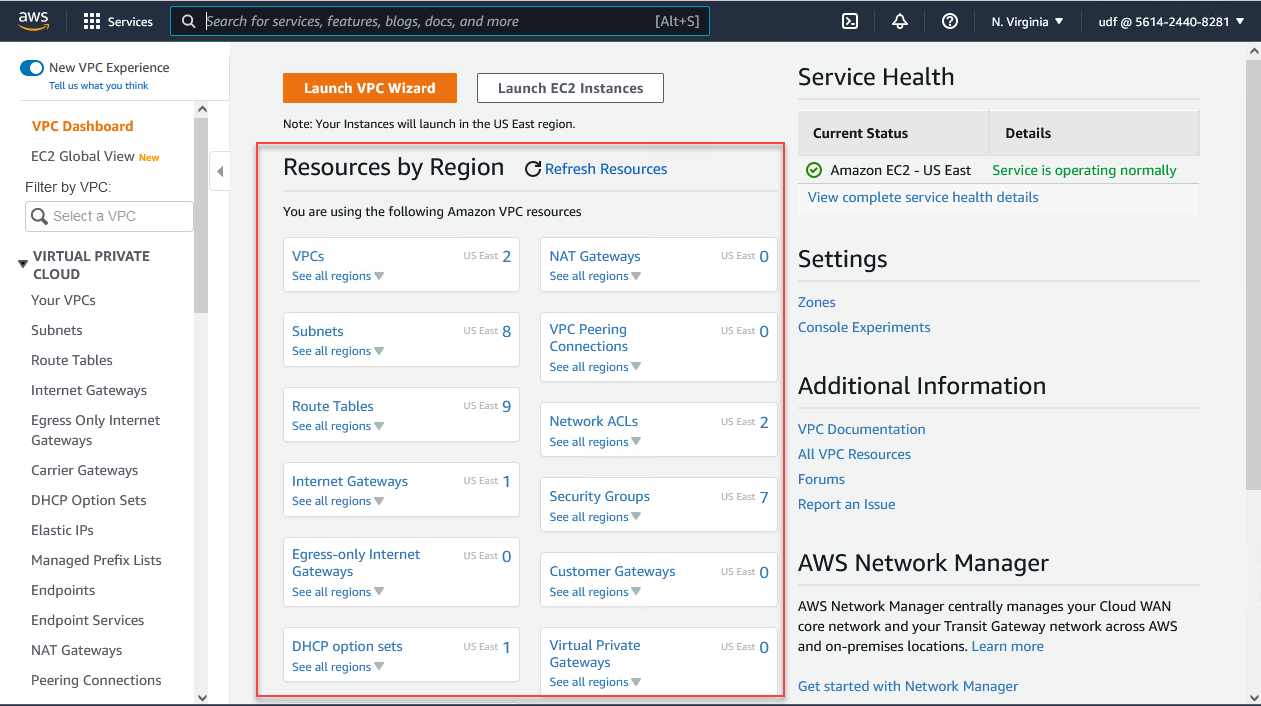 aws
Services
Search for services, features, blogs, docs, and more
[Alt+S]
N. Virginia
udf @ 5614-2440-8281
New VPC Experience
Tell us what you think
VPC Dashboard
EC2 Global View New
Filter by VPC:
Select a VPC
VIRTUAL PRIVATE
CLOUD
Your VPCs
Subnets
Route Tables
Internet Gateways
Egress Only Internet
Gateways
Carrier Gateways
DHCP Option Sets
Elastic IPs
Managed Prefix Lists
Endpoints
Endpoint Services
NAT Gateways
Peering Connections
Launch VPC Wizard
Launch EC2 Instances
Note: Your Instances will launch in the US East region.
Resources by Region
Refresh Resources
You are using the following Amazon VPC resources
VPCs US East 2
See all regions
NAT Gateways US East 0
See all regions
Subnets US East 8
See all regions
VPC Peering US East 0
Connections
See all regions
Route Tables US East 9
See all regions
Network ACLs US East 2
See all regions
Internet Gateways US East 1
See all regions
Security Groups US East 7
See all regions
Egress-only Internet US East 0
Gateways
See all regions
Customer Gateways US East 0
See all regions
DHCP option sets US East 1
See all regions
Virtual Private US East 0
Gateways
See all regions
Service Health
Current Status
Details
Amazon EC2 - US East
Service is operating normally
View complete service health details
Settings
Zones
Console Experiments
Additional Information
VPC Documentation
All VPC Resources
Forums
Report an Issue
AWS Network Manager
AWS Network Manager centrally manages your Cloud WAN
core network and your Transit Gateway network across AWS
and on-premises locations. Learn more
Get started with Network Manager